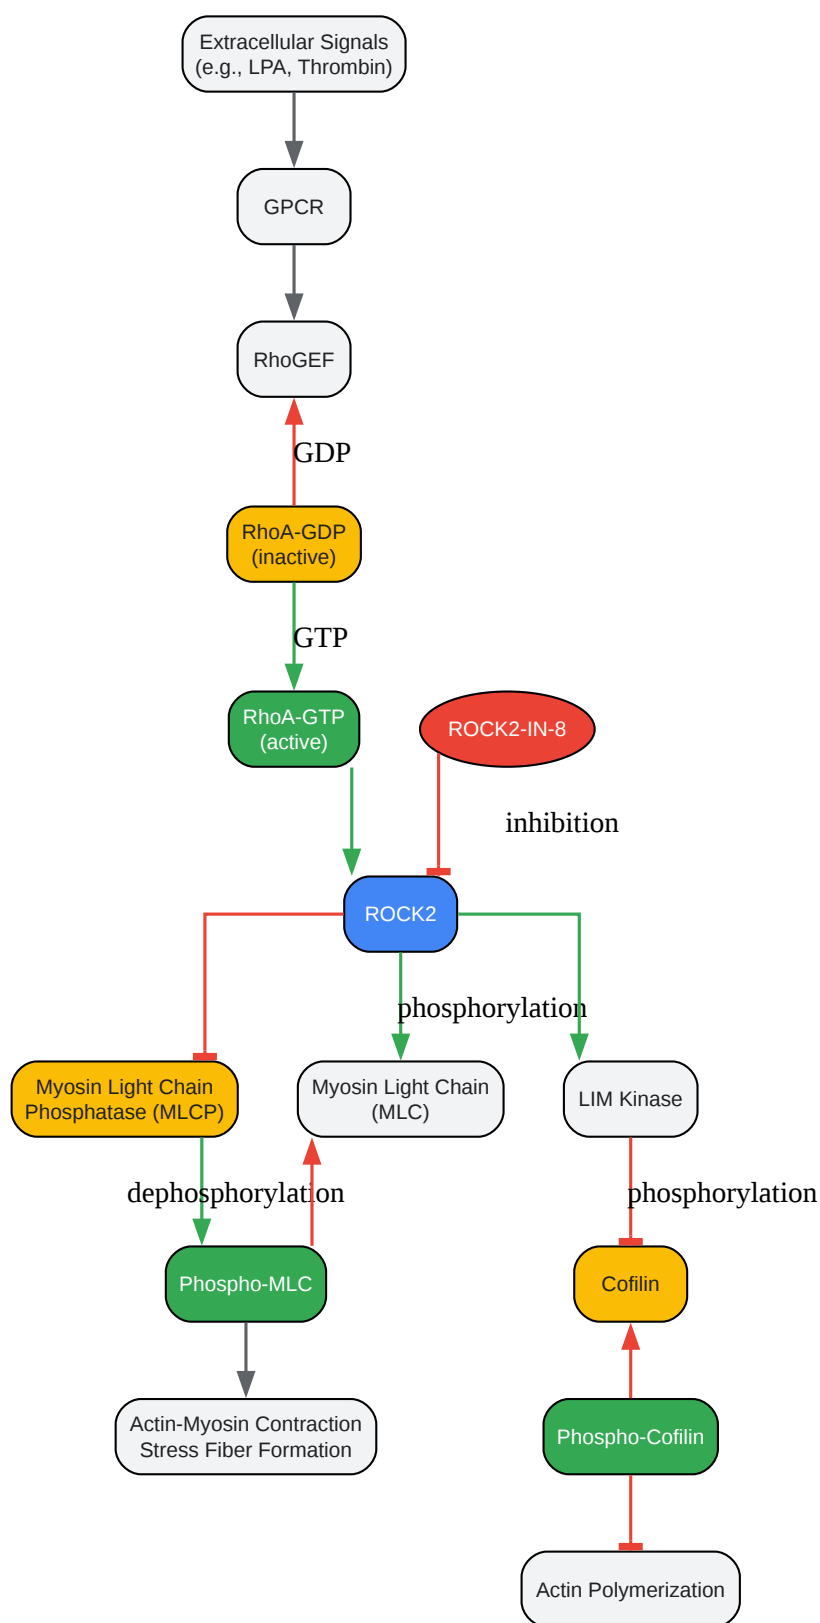 Extracellular Signals
(e.g., LPA, Thrombin)
GPCR
RhoGEF
GDP
RhoA-GDP
(inactive)
GTP
RhoA-GTP
(active)
ROCK2-IN-8
inhibition
ROCK2
phosphorylation
Myosin Light Chain
Phosphatase (MLCP)
Myosin Light Chain
(MLC)
LIM Kinase
dephosphorylation
phosphorylation
Phospho-MLC
Cofilin
Actin-Myosin Contraction
Stress Fiber Formation
Phospho-Cofilin
Actin Polymerization